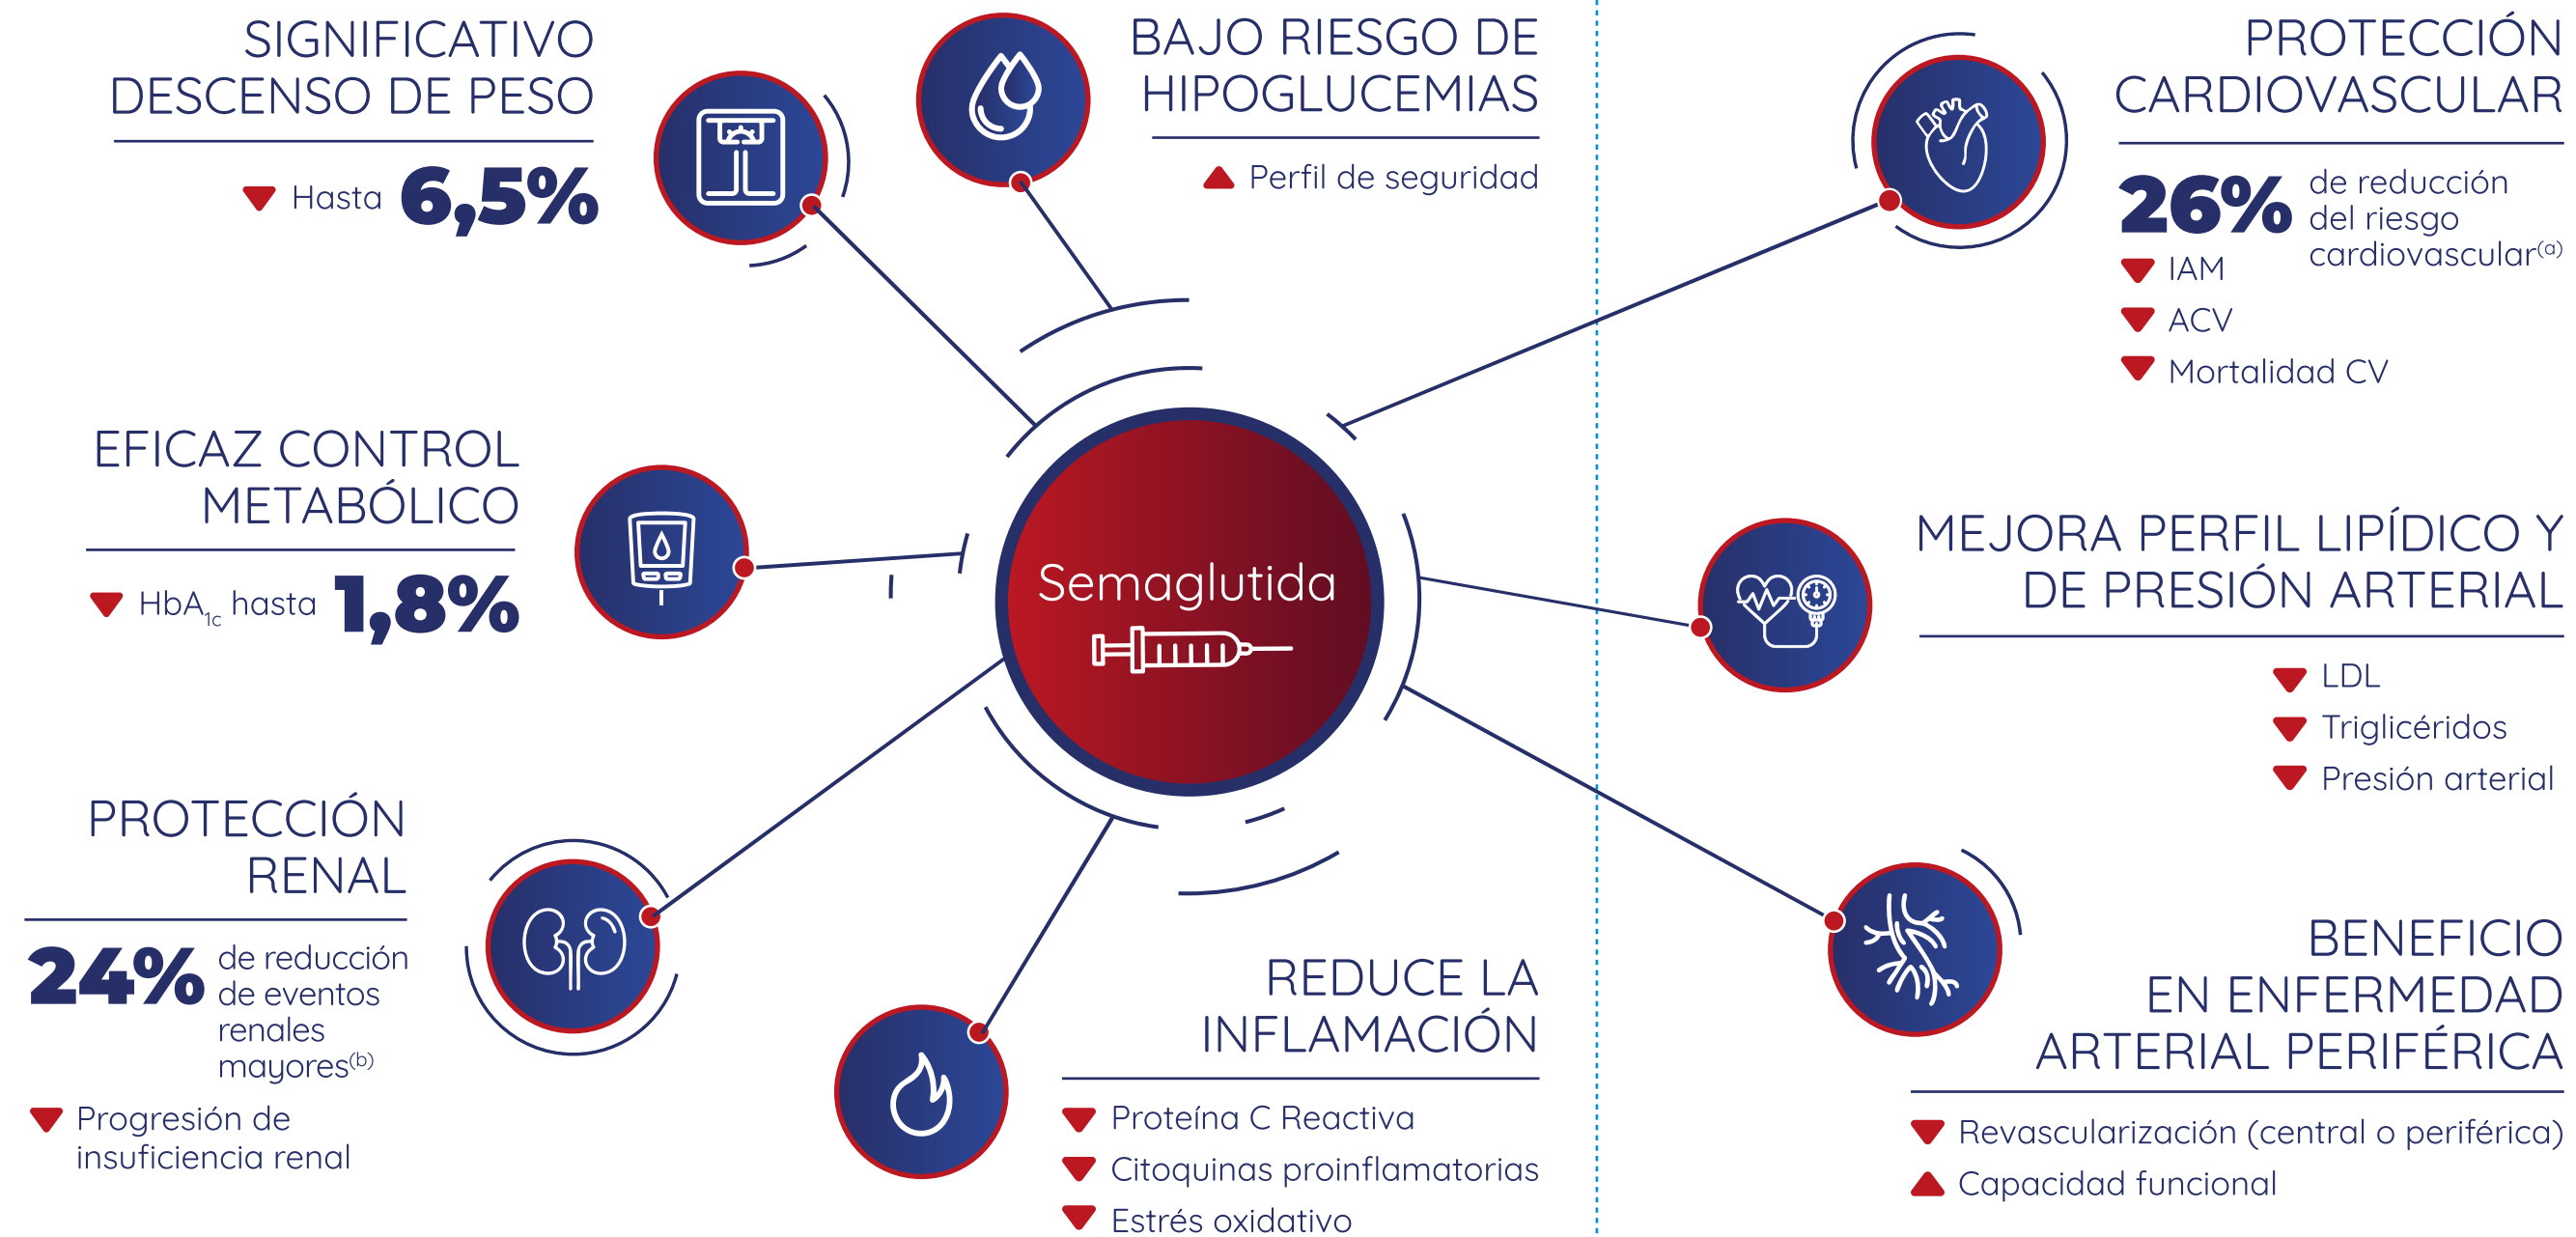 SIGNIFICATIVO
DESCENSO DE PESO
Hasta 6,5%
BAJO RIESGO DE
HIPOGLUCEMIAS
Perfil de seguridad
PROTECCIÓN
CARDIOVASCULAR
26% de reducción
del riesgo
cardiovascular(a)
IAM
ACV
Mortalidad CV
EFICAZ CONTROL
METABÓLICO
HbA1c hasta 1,8%
Semaglutida
MEJORA PERFIL LIPÍDICO Y
DE PRESIÓN ARTERIAL
LDL
Triglicéridos
Presión arterial
PROTECCIÓN
RENAL
24% de reducción
de eventos
renales
mayores(b)
Progresión de
insuficiencia renal
REDUCE LA
INFLAMACIÓN
Proteína C Reactiva
Citoquinas proinflamatorias
Estrés oxidativo
BENEFICIO
EN ENFERMEDAD
ARTERIAL PERIFÉRICA
Revascularización (central o periférica)
Capacidad funcional